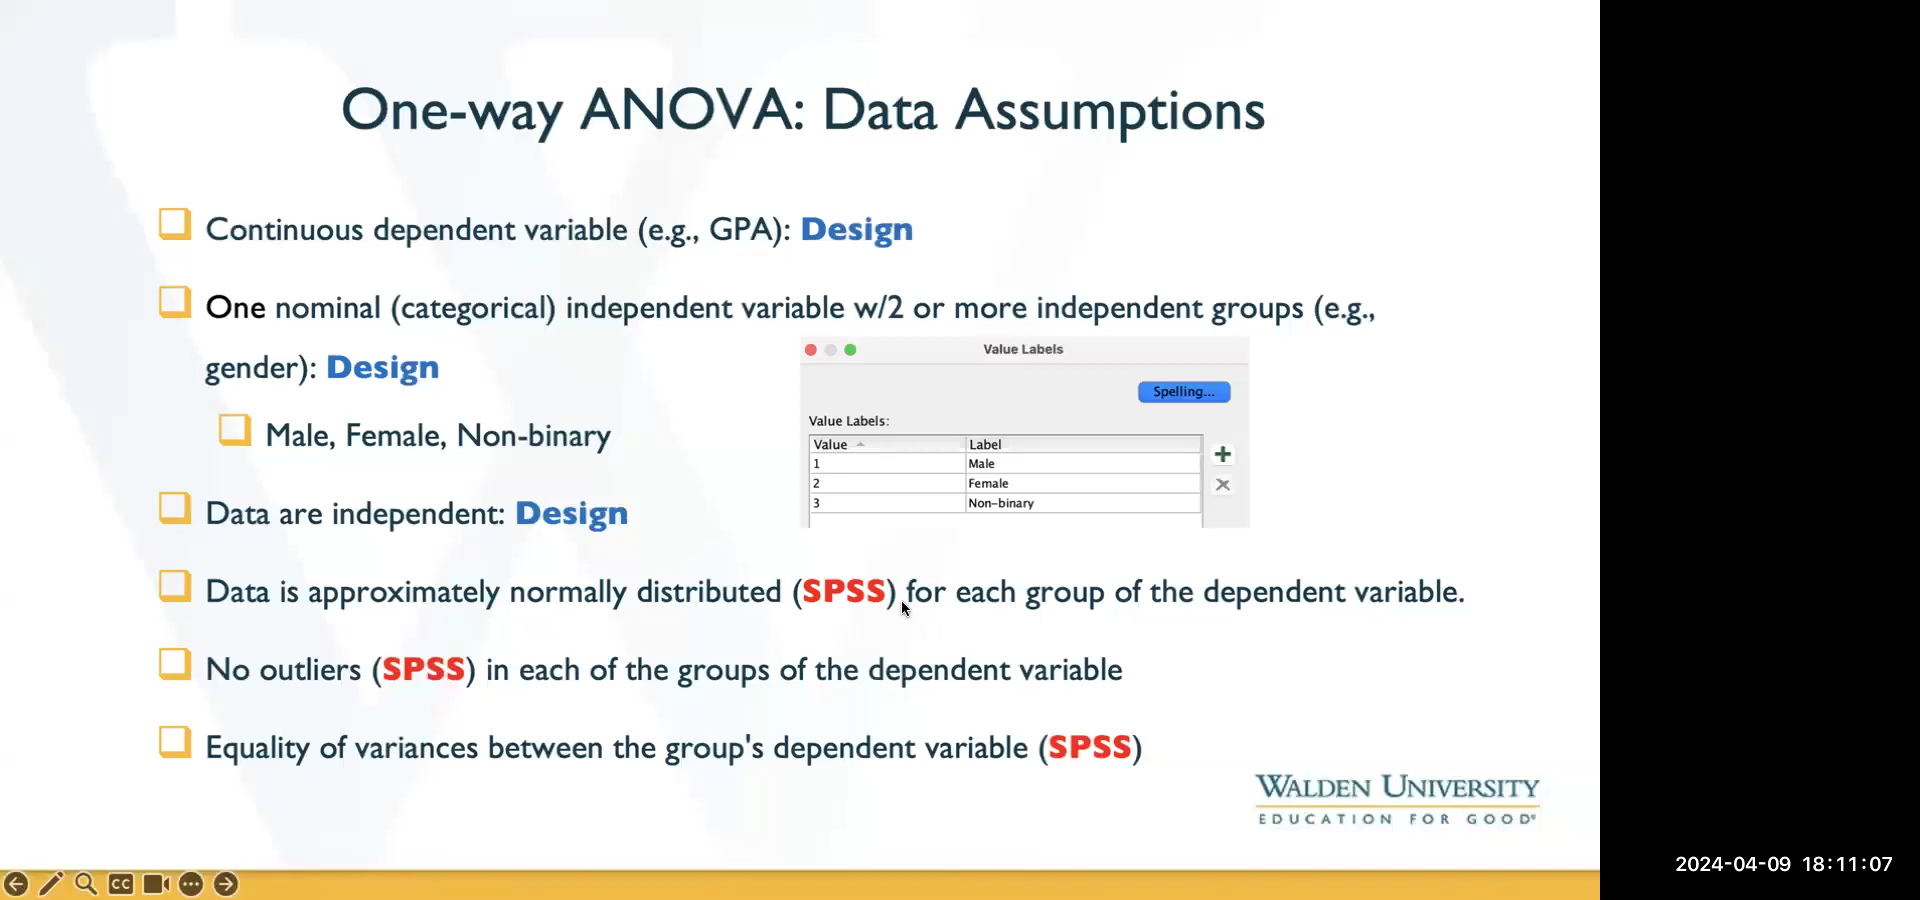 One-way ANOVA: Data Assumptions
Continuous dependent variable (e.g., GPA): Design
One nominal (categorical) independent variable w/2 or more independent groups (e.g.,
gender): Design
Male, Female, Non-binary
Value Labels
Spelling...
Value Labels:
Value Label
1 Male
2 Female
3 Non-binary
Data are independent: Design
Data is approximately normally distributed (SPSS) for each group of the dependent variable.
No outliers (SPSS) in each of the groups of the dependent variable
Equality of variances between the group's dependent variable (SPSS)
WALDEN UNIVERSITY
EDUCATION FOR GOOD®
CC
2024-04-09 18:11:07